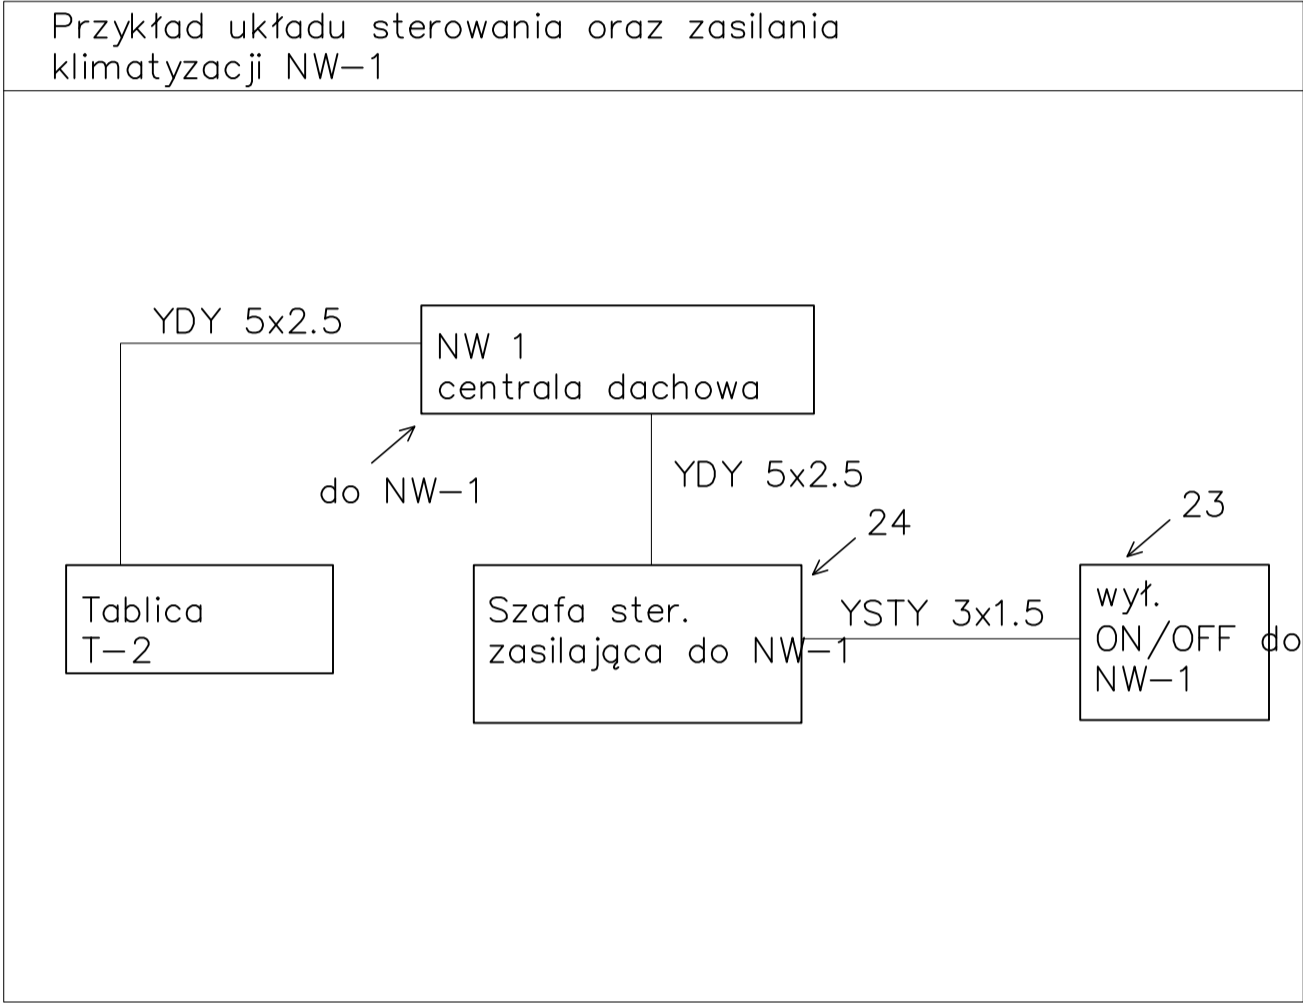 Przykład układu sterowania oraz zasilania
klimatyzacji NW–1
YDY 5x2.5
NW 1
centrala dachowa
do NW–1
YDY 5x2.5
24
23
Tablica
T–2
Szafa ster.
zasilająca do NW–1
YSTY 3x1.5
wył.
ON/OFF do
NW–1